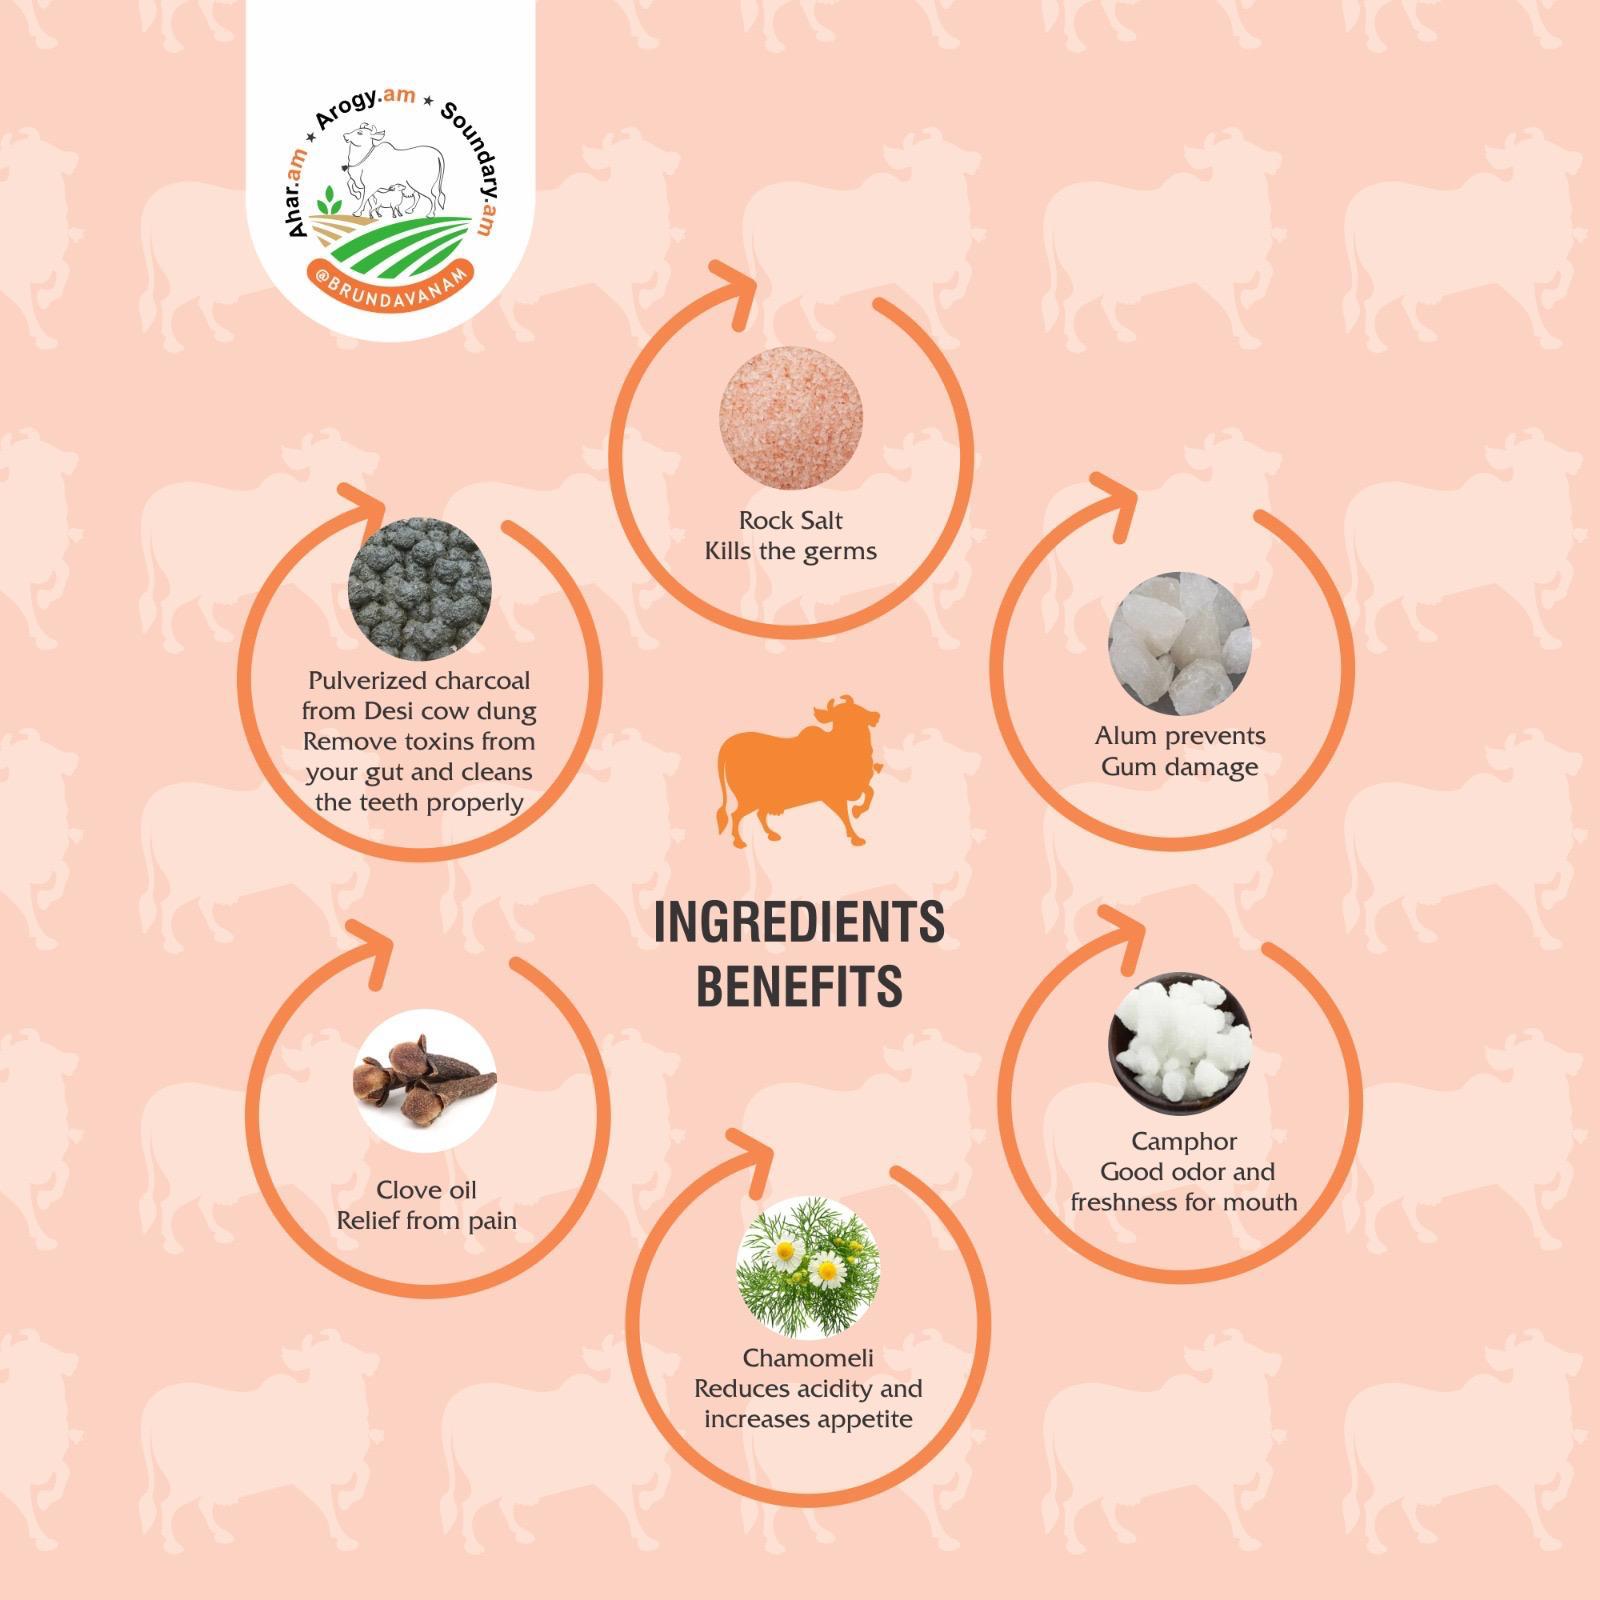 Ahar.am ★ Arogy.am ★ Soundary.am
@BRUNDAVANAM
Rock Salt
Kills the germs
Pulverized charcoal
from Desi cow dung
Remove toxins from
your gut and cleans
the teeth properly
Alum prevents
Gum damage
INGREDIENTS
BENEFITS
Clove oil
Relief from pain
Camphor
Good odor and
freshness for mouth
Chamomeli
Reduces acidity and
increases appetite